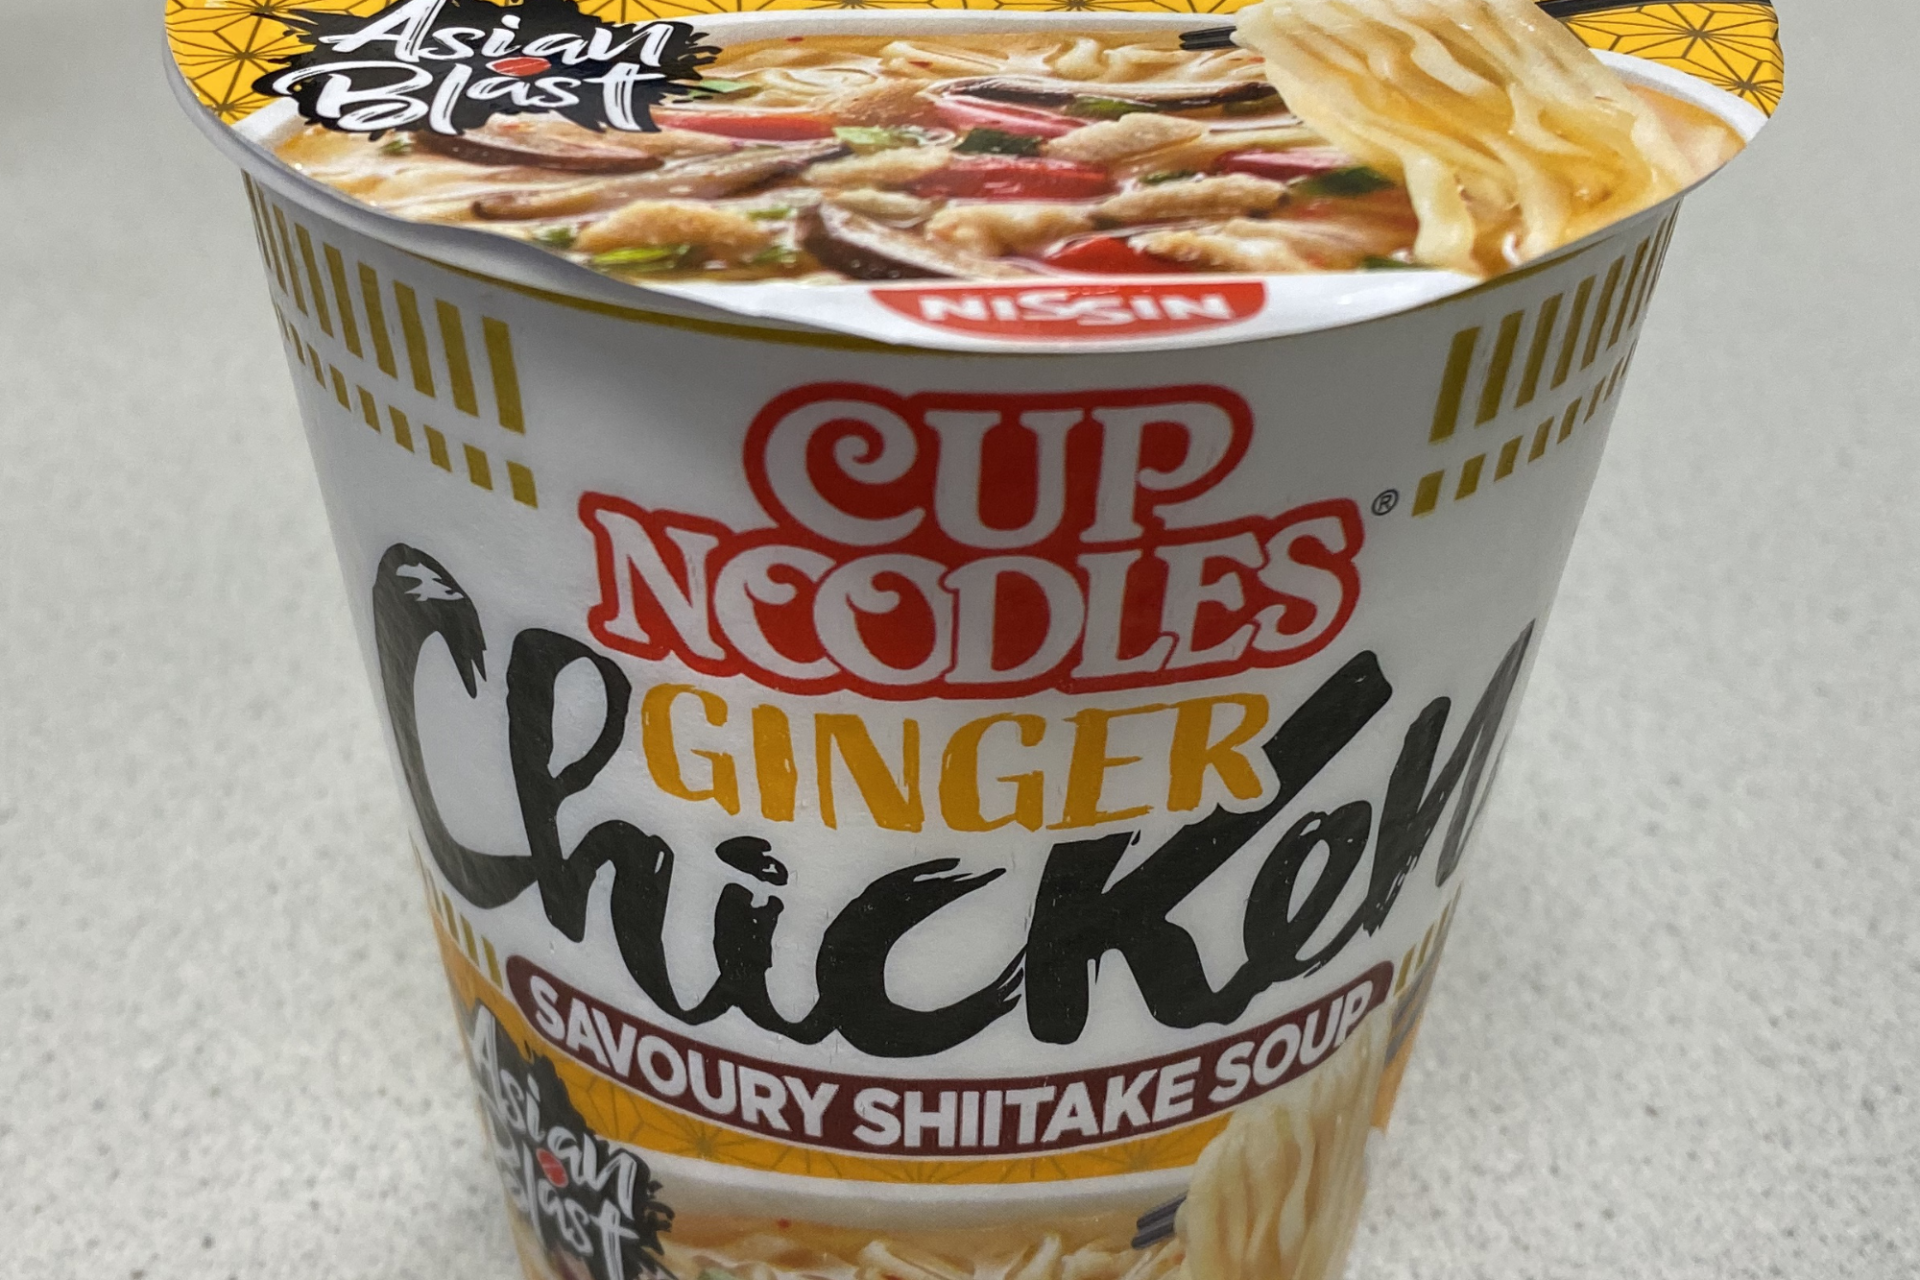 Asian
Blast
NISSIN
CUP
NOODLES®
GINGER
Chicken
SAVOURY SHIITAKE SOUP
Asian
Blast